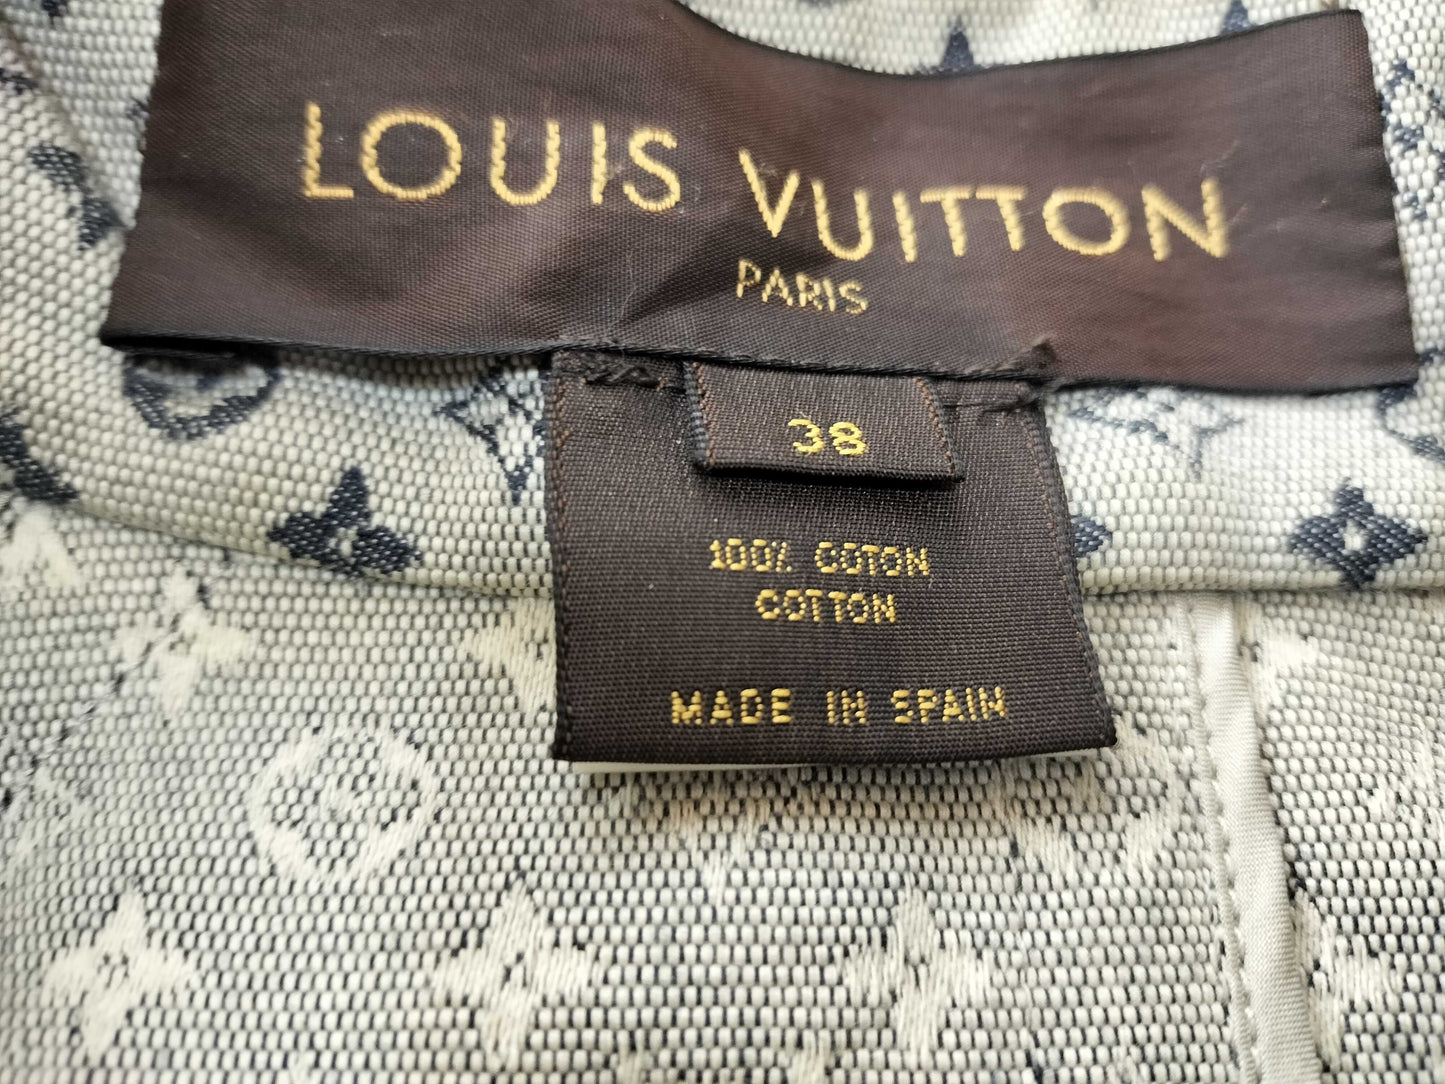 LOUIS VUITTON
PARIS
38
100% COTON
COTTON
MADE IN SPAIN